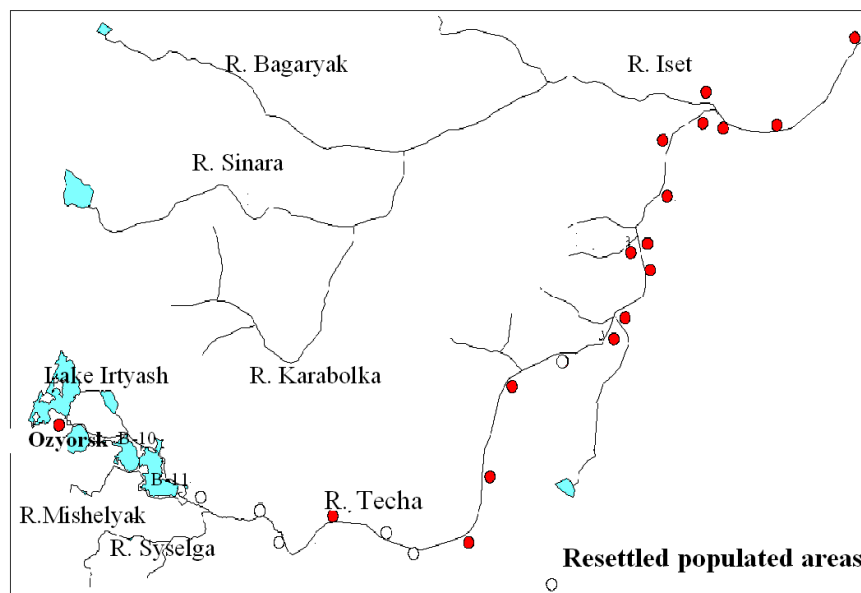 R. Bagaryak
R. Iset
R. Sinara
Lake Irtyash
R. Karabolka
Ozyorsk
B-10
B-11
R. Techa
R.Mishelyak
R. Syselga
Resettled populated areas